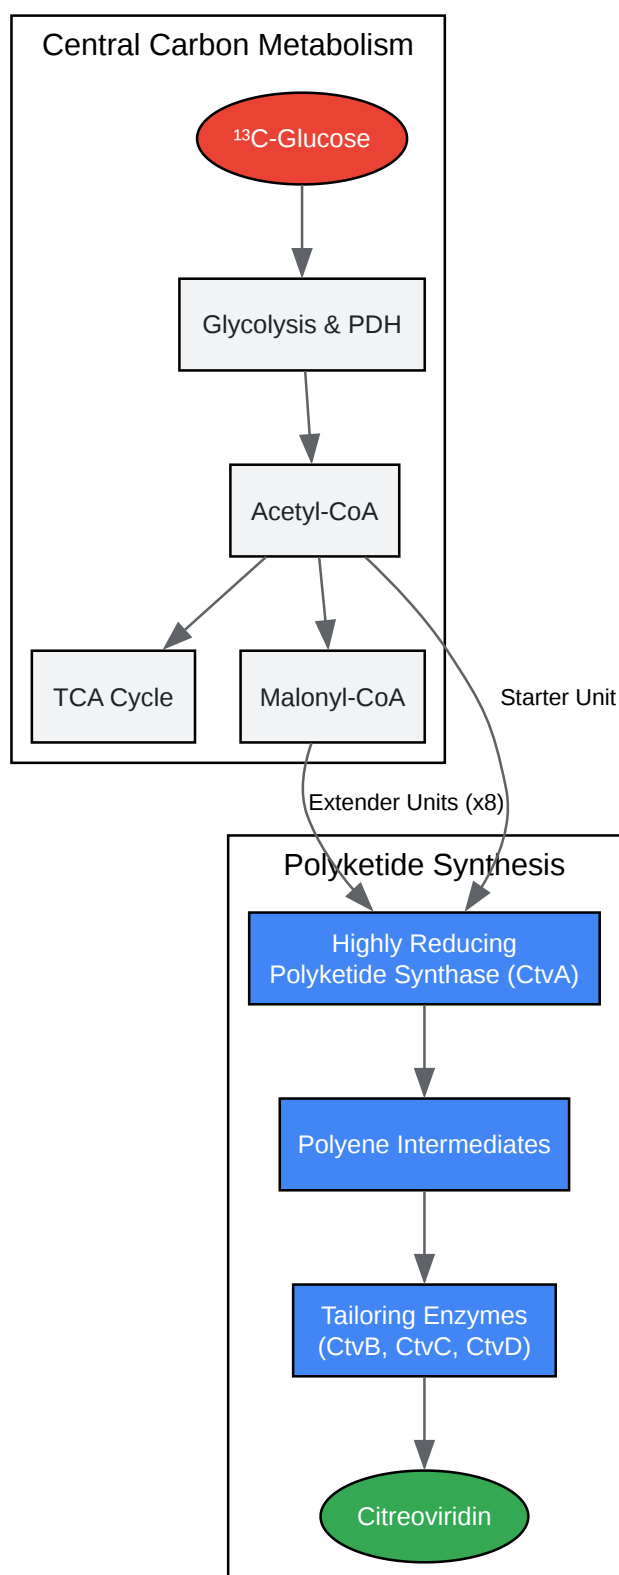 Central Carbon Metabolism
¹³C-Glucose
Glycolysis & PDH
Acetyl-CoA
TCA Cycle
Malonyl-CoA
Starter Unit
Extender Units (x8)
Polyketide Synthesis
Highly Reducing
Polyketide Synthase (CtvA)
Polyene Intermediates
Tailoring Enzymes
(CtvB, CtvC, CtvD)
Citreoviridin